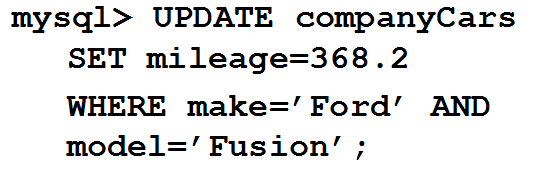 mysql> UPDATE companyCars
SET mileage=368.2
WHERE make=’Ford’ AND
model=’Fusion’;